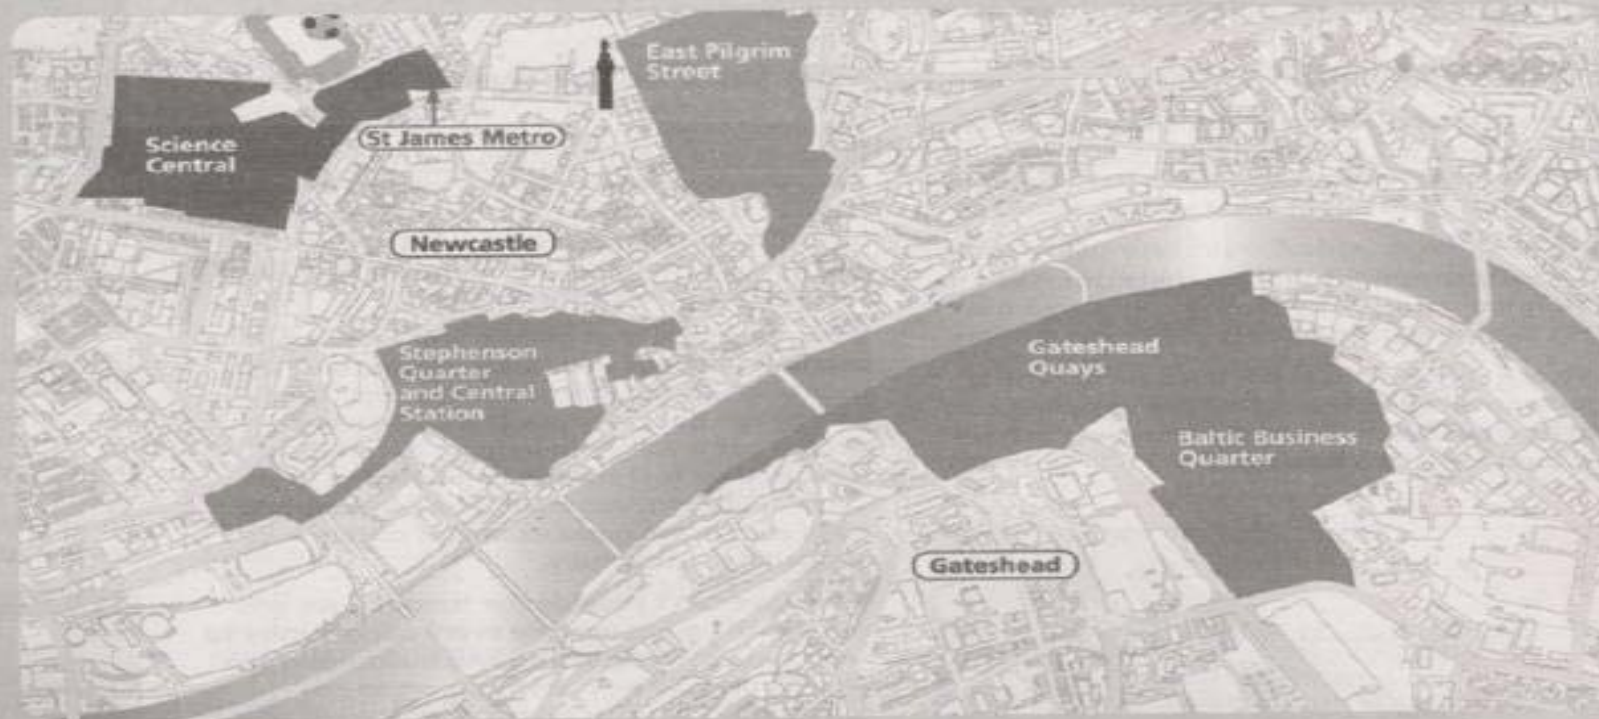 East Pilgrim
Street
St James Metro
Science
Central
Newcastle
Stephenson
Quarter
and Central
Station
Gateshead
Quays
Baltic Business
Quarter
Gateshead